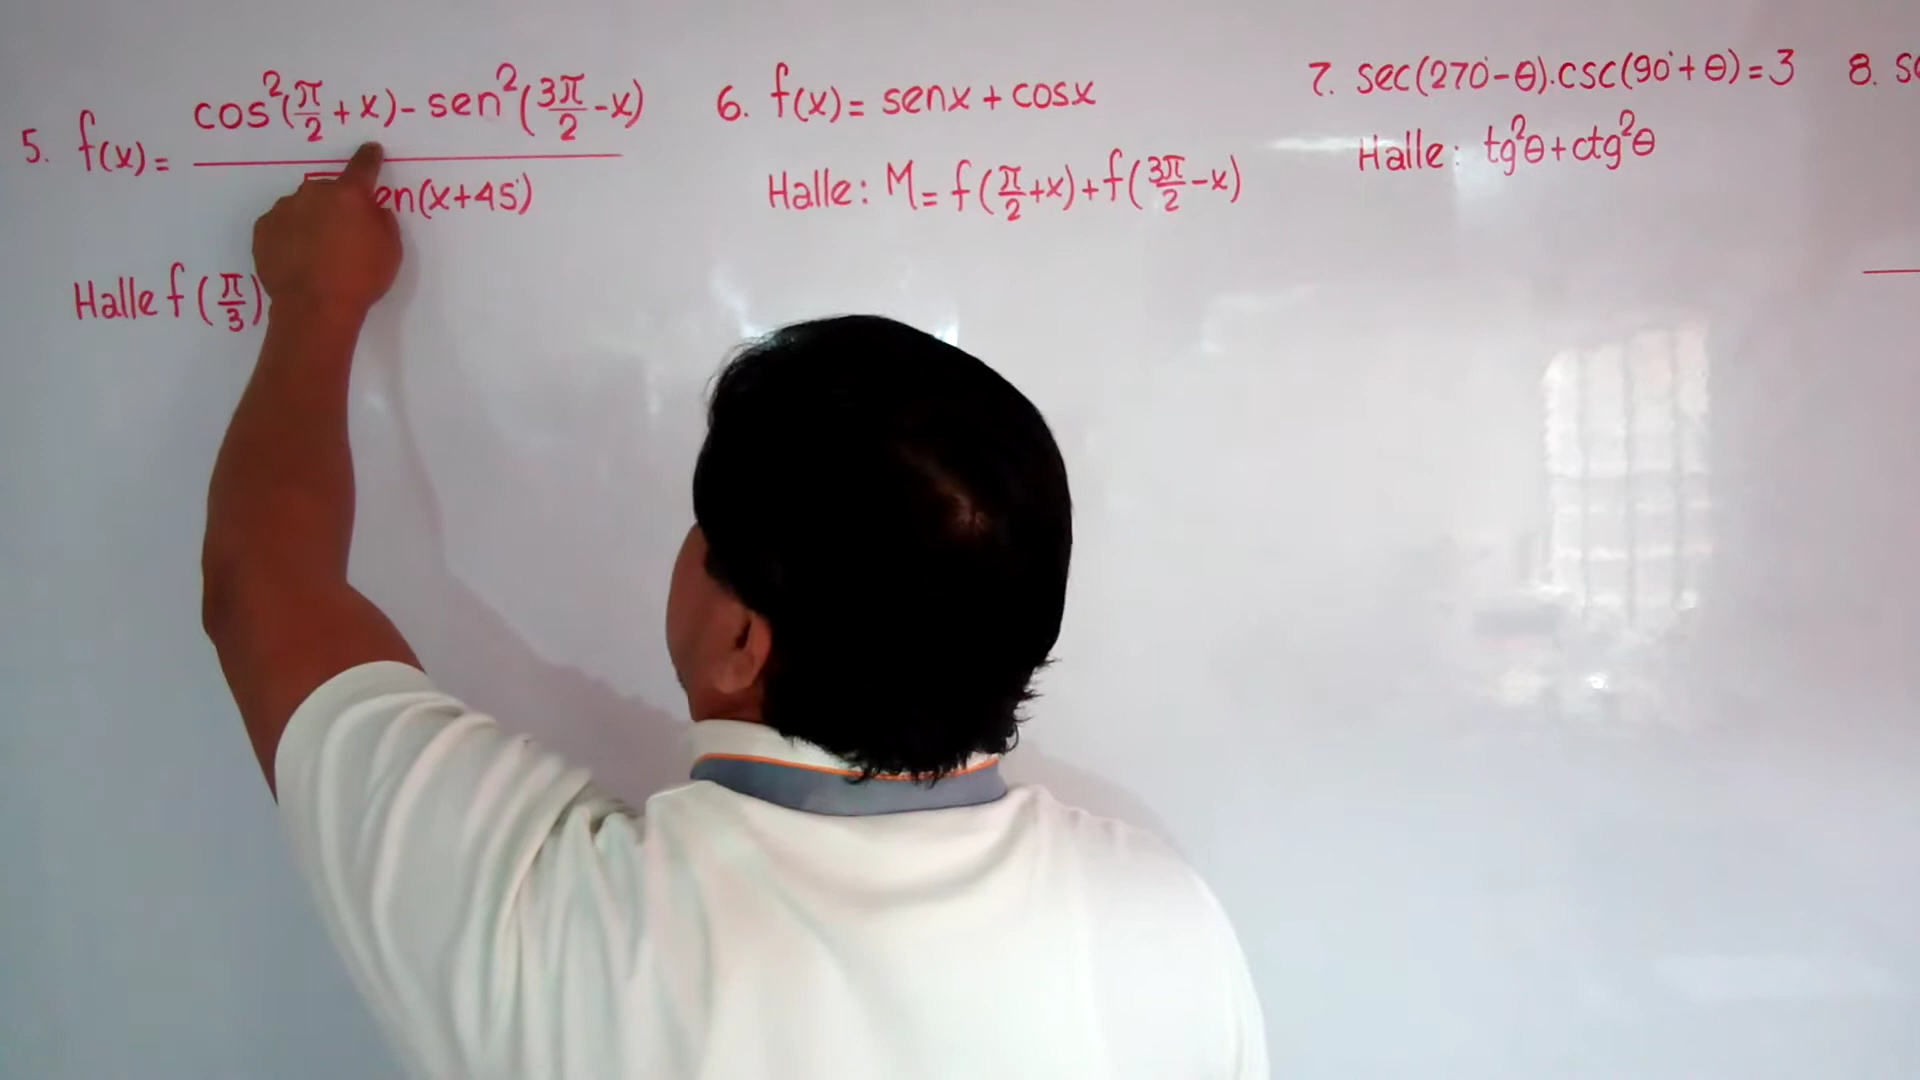 5. f(x) = cos²(π/2 + x) - sen²(3π/2 - x)
en(x+45°)
Halle f(π/3)
6. f(x) = senx + cosx
Halle: M = f(π/2 + x) + f(3π/2 - x)
7. sec(270° - θ).csc(90° + θ) = 3
Halle: tg²θ + ctg²θ
8.